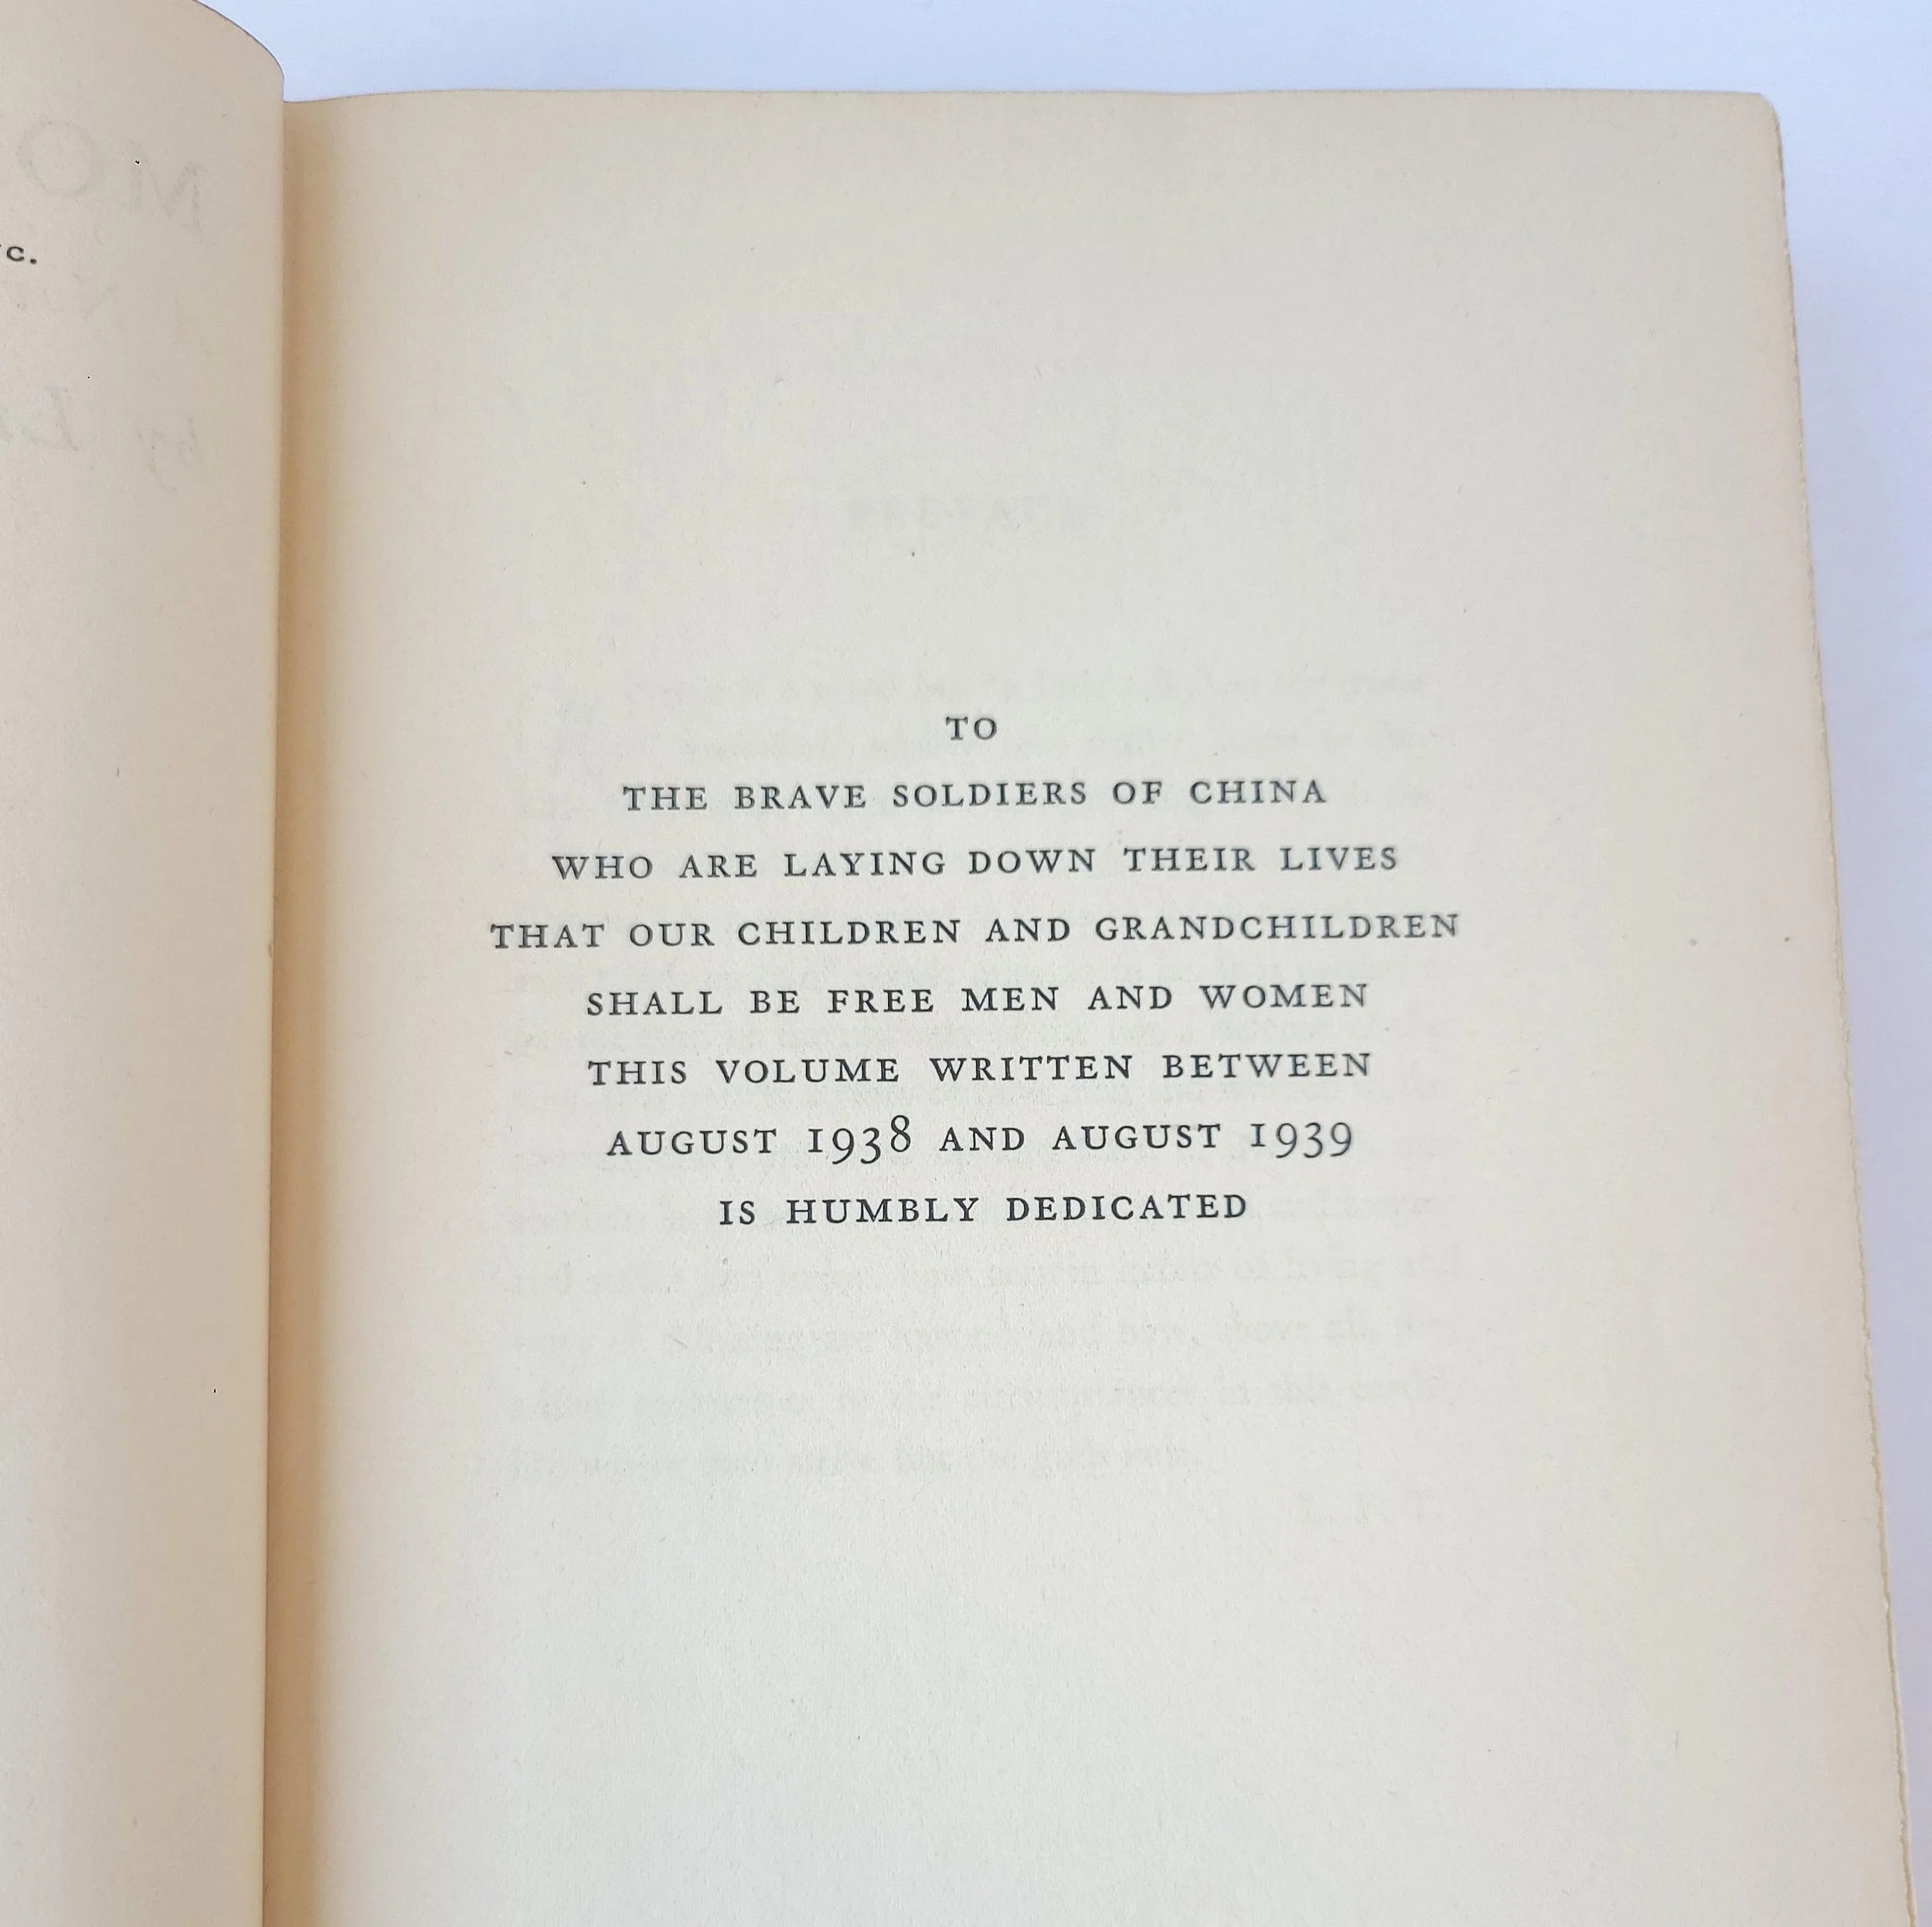 c.
TO
THE BRAVE SOLDIERS OF CHINA
WHO ARE LAYING DOWN THEIR LIVES
THAT OUR CHILDREN AND GRANDCHILDREN
SHALL BE FREE MEN AND WOMEN
THIS VOLUME WRITTEN BETWEEN
AUGUST 1938 AND AUGUST 1939
IS HUMBLY DEDICATED